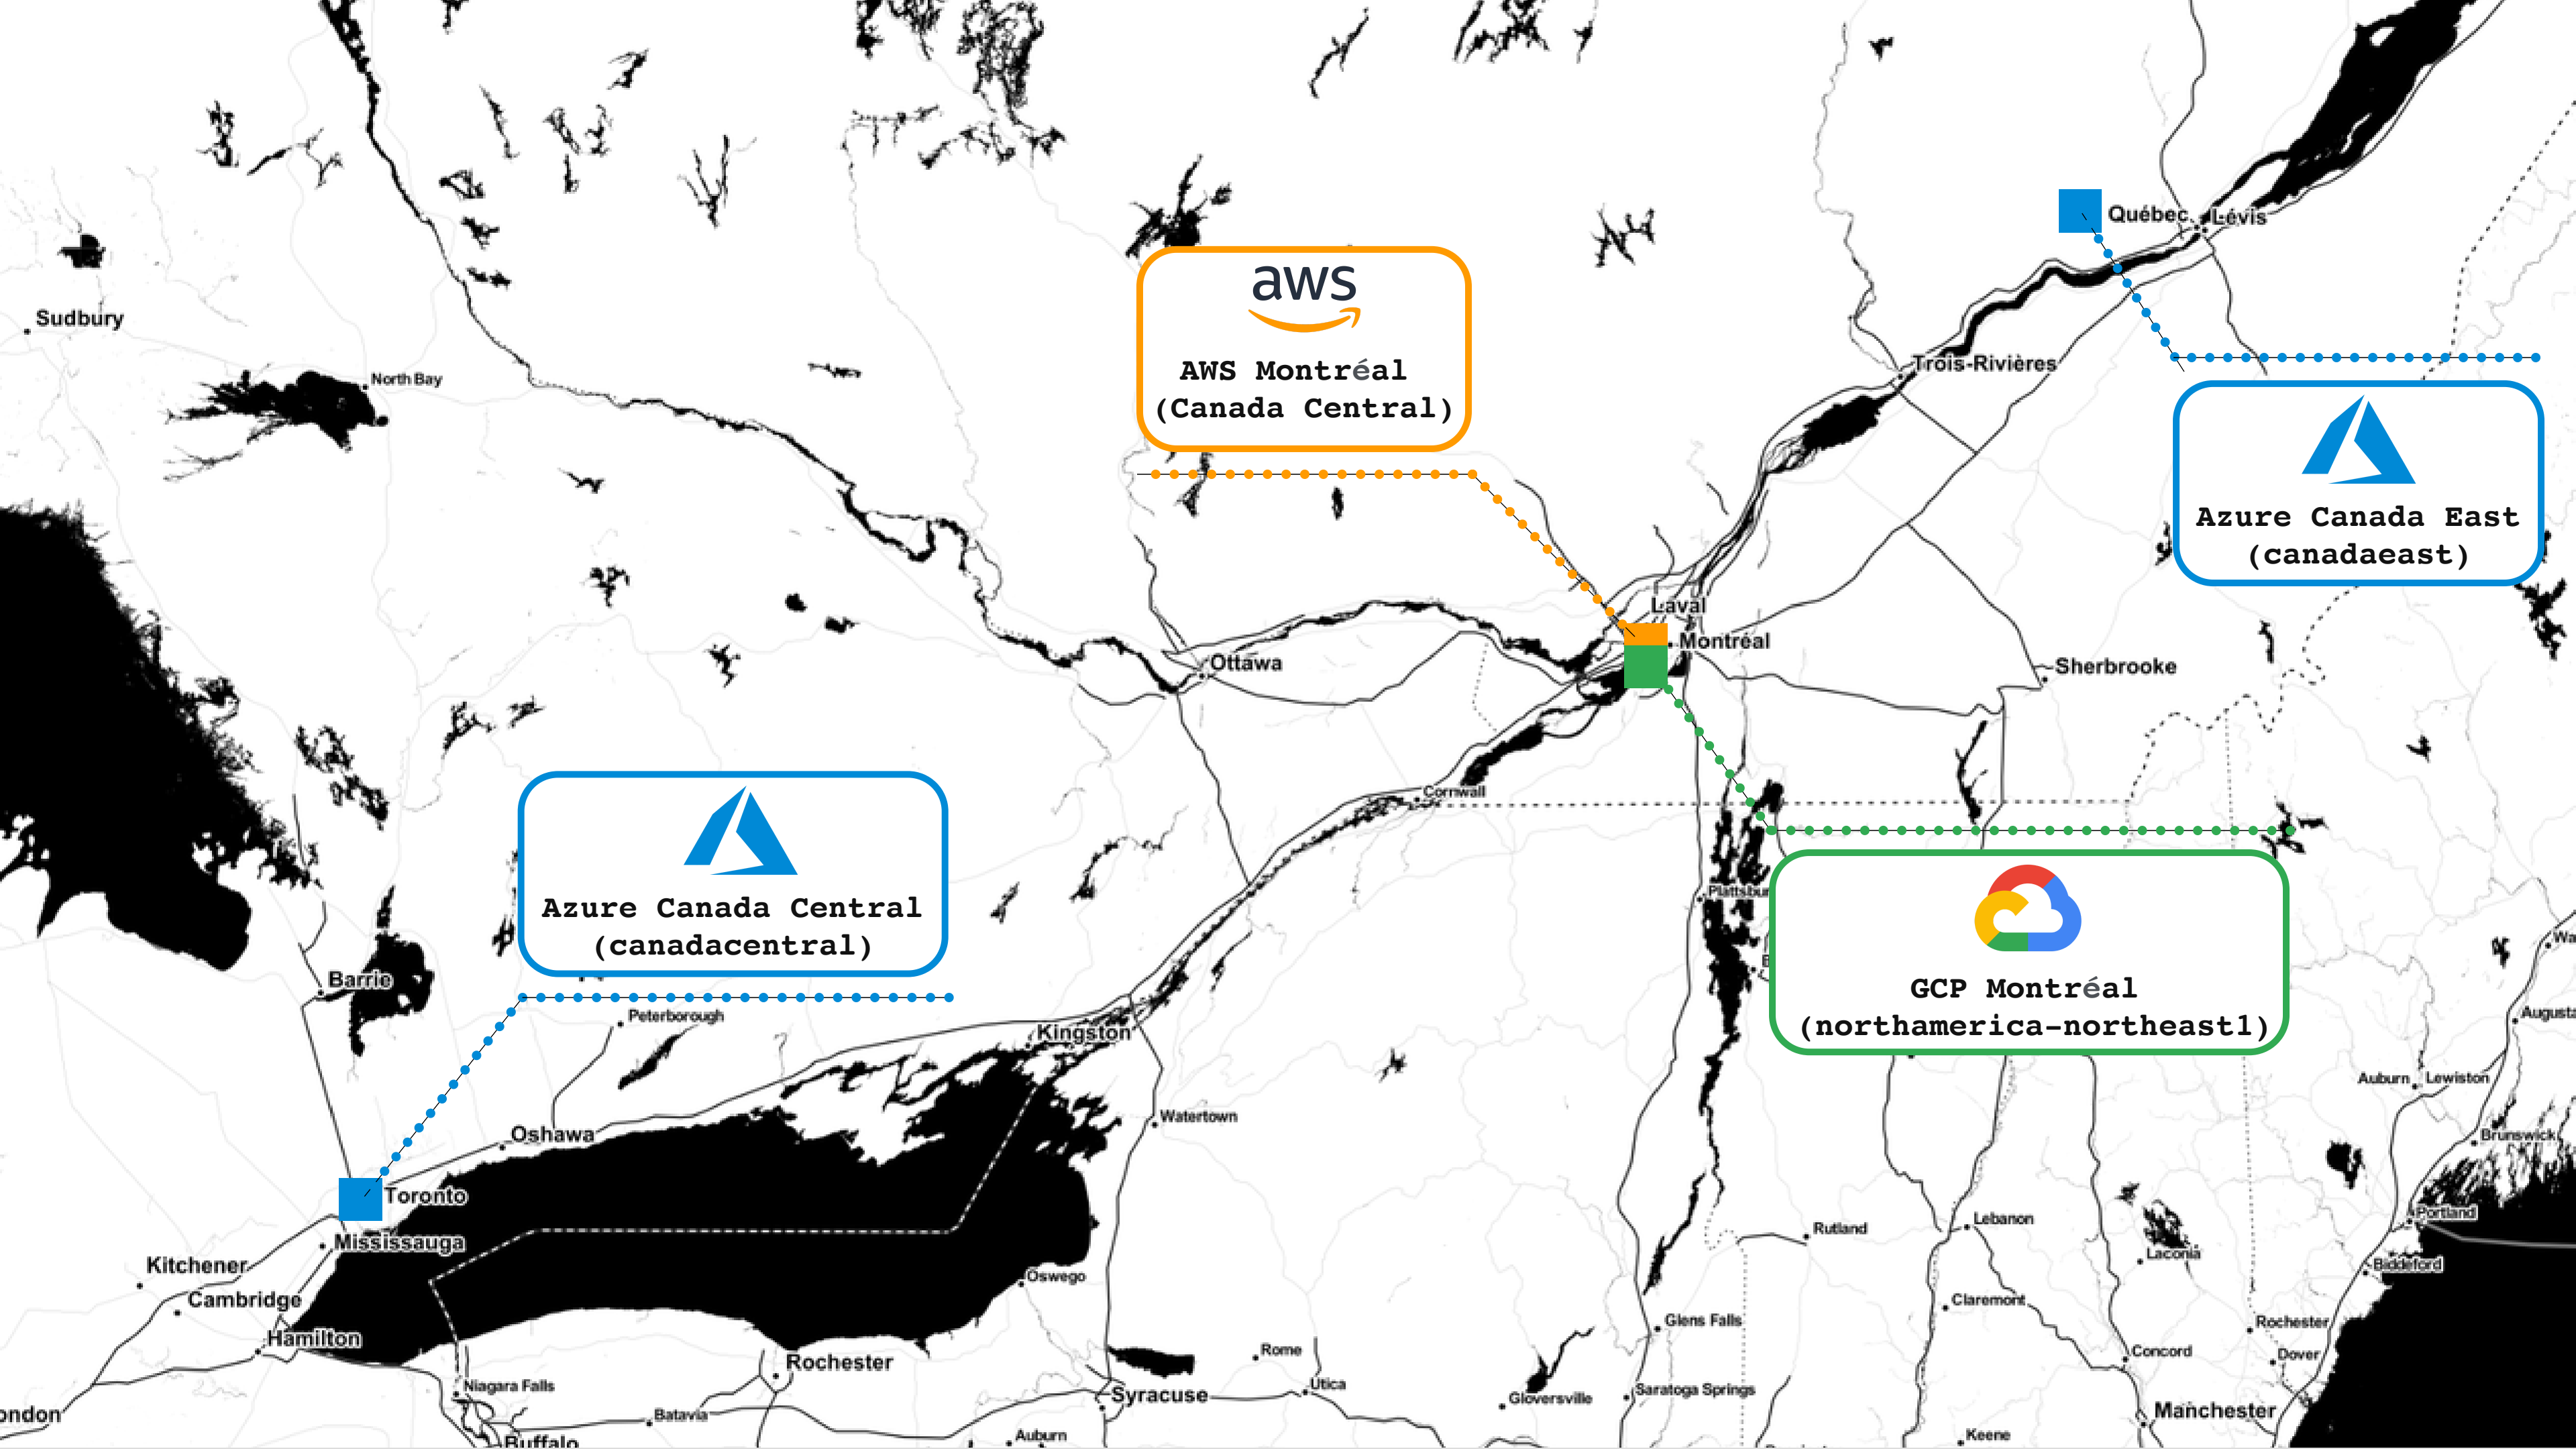 Québec
Lévis
aws
AWS Montréal
(Canada Central)
Sudbury
North Bay
Trois-Rivières
Azure Canada East
(canadaeast)
Laval
Montréal
Ottawa
Sherbrooke
Cornwall
Azure Canada Central
(canadacentral)
Plattsbur
GCP Montréal
(northamerica-northeast1)
Wa
Augusta
Barrie
Peterborough
Kingston
Auburn
Lewiston
Watertown
Oshawa
Brunswick
Toronto
Mississauga
Portland
Rutland
Lebanon
Laconia
Biddeford
Kitchener
Cambridge
Oswego
Claremont
Hamilton
Glens Falls
Rochester
Rochester
Rome
Concord
Dover
Niagara Falls
Syracuse
Utica
Gloversville
Saratoga Springs
ondon
Batavia
Manchester
Buffalo
Auburn
Keene